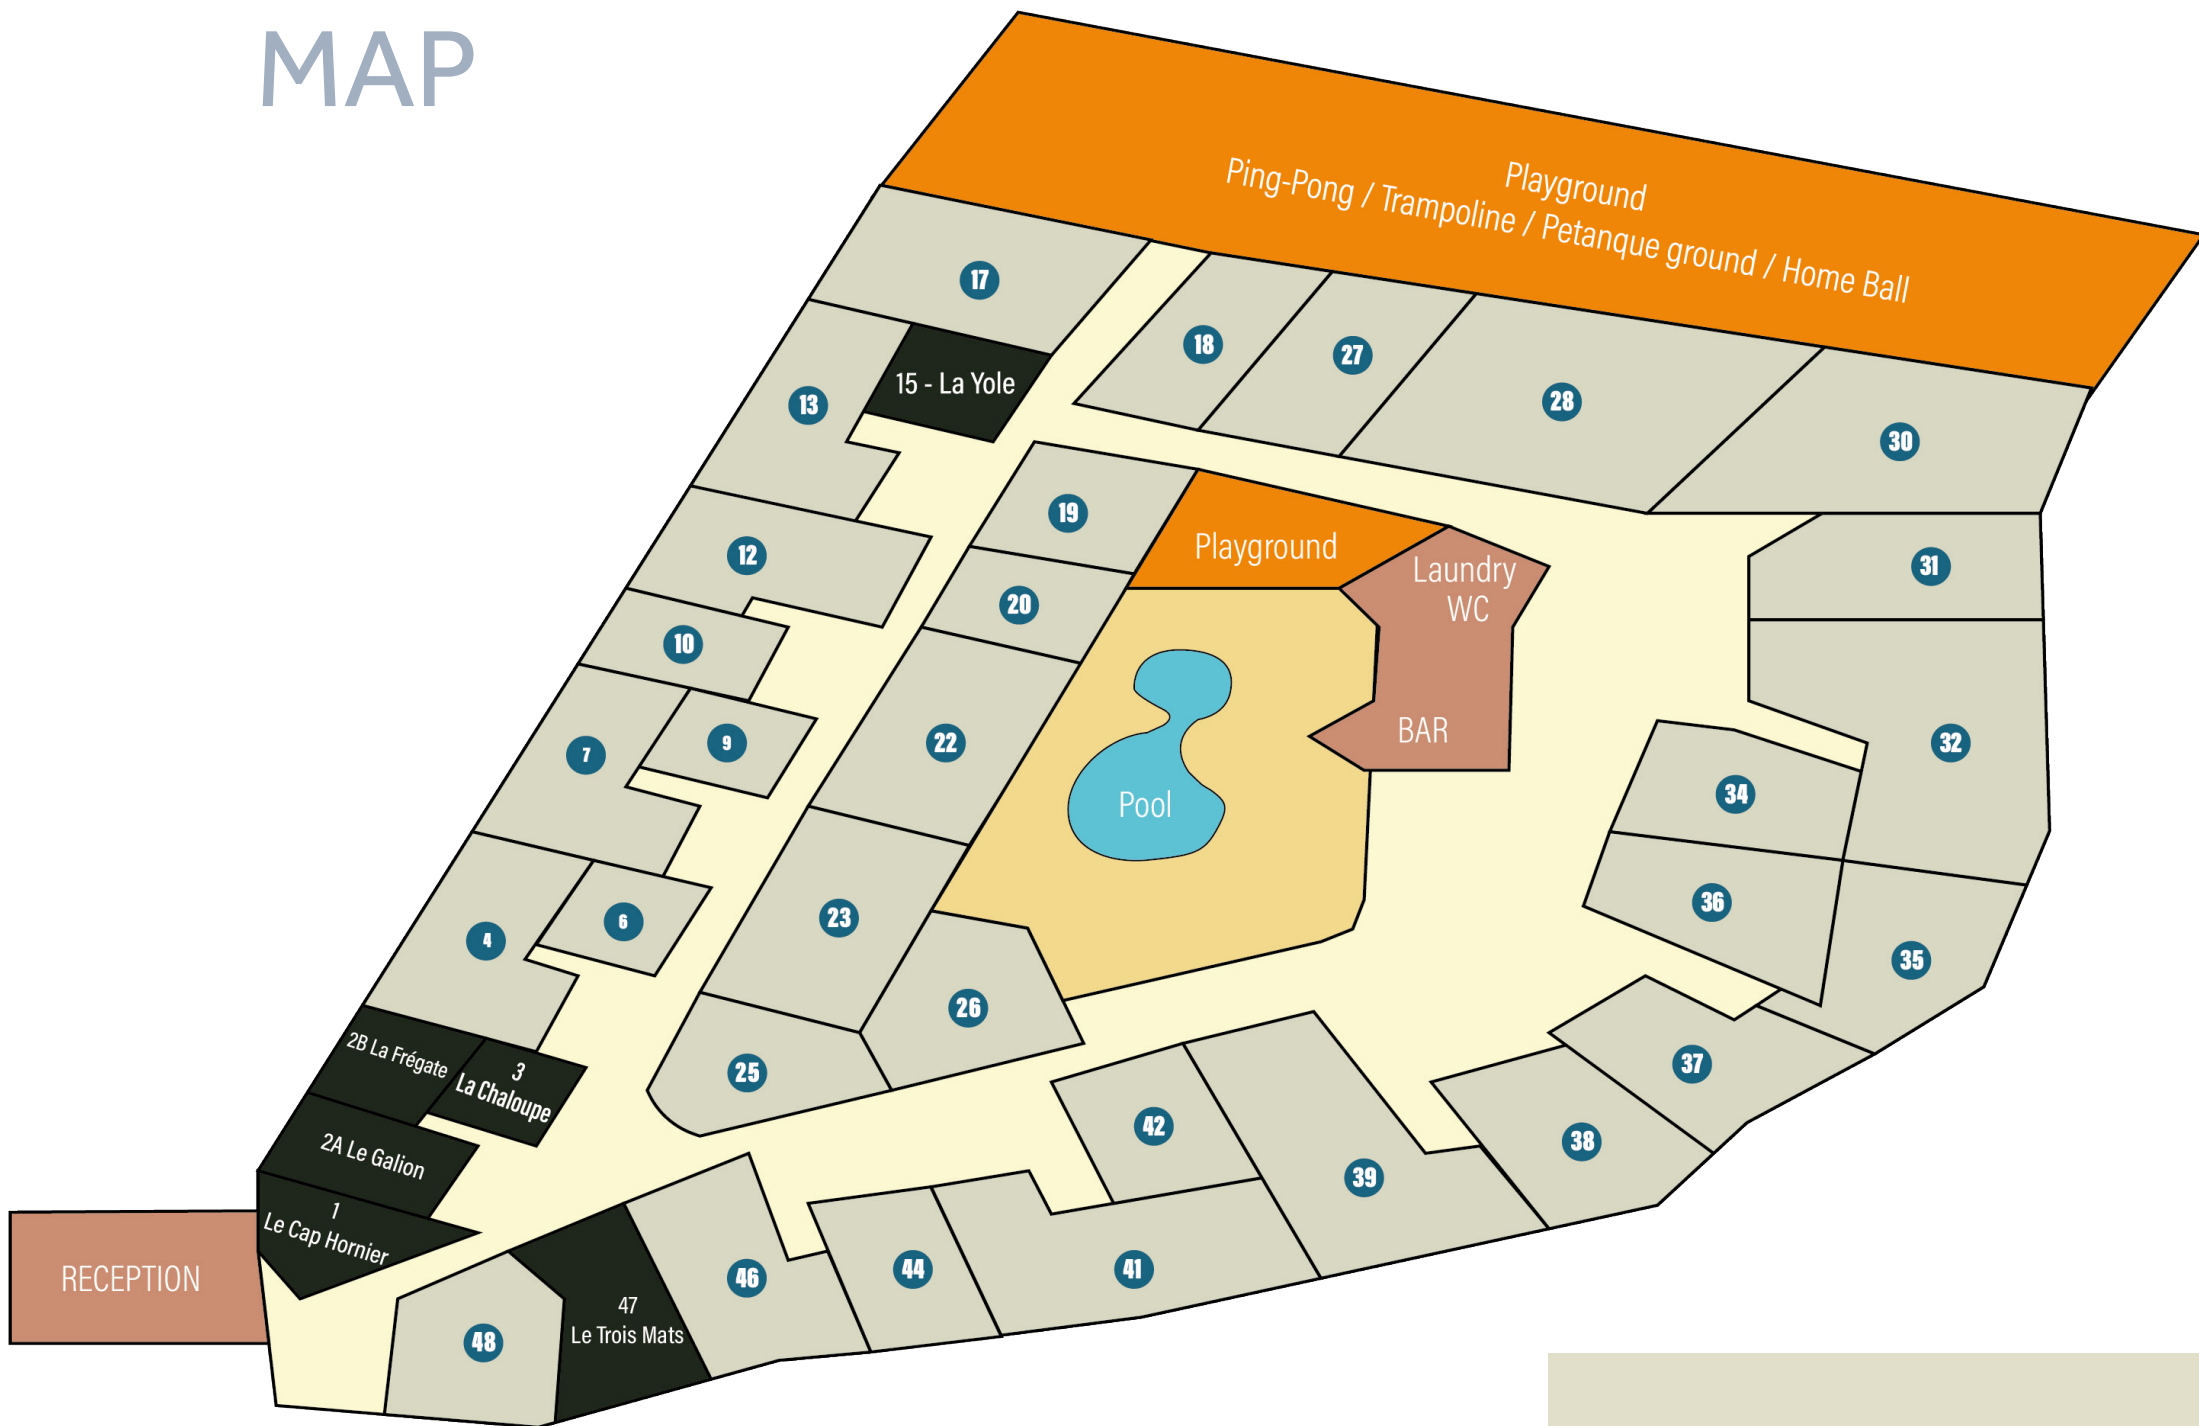 MAP
Playground
Ping-Pong / Trampoline / Petanque ground / Home Ball
17
18
27
28
30
15 - La Yole
13
19
Playground
Laundry
WC
31
12
20
10
9
7
22
BAR
32
Pool
34
36
4
6
23
35
26
2B La Frégate
3
La Chaloupe
25
37
42
38
2A Le Galion
39
1
Le Cap Hornier
RECEPTION
46
44
41
47
Le Trois Mats
48